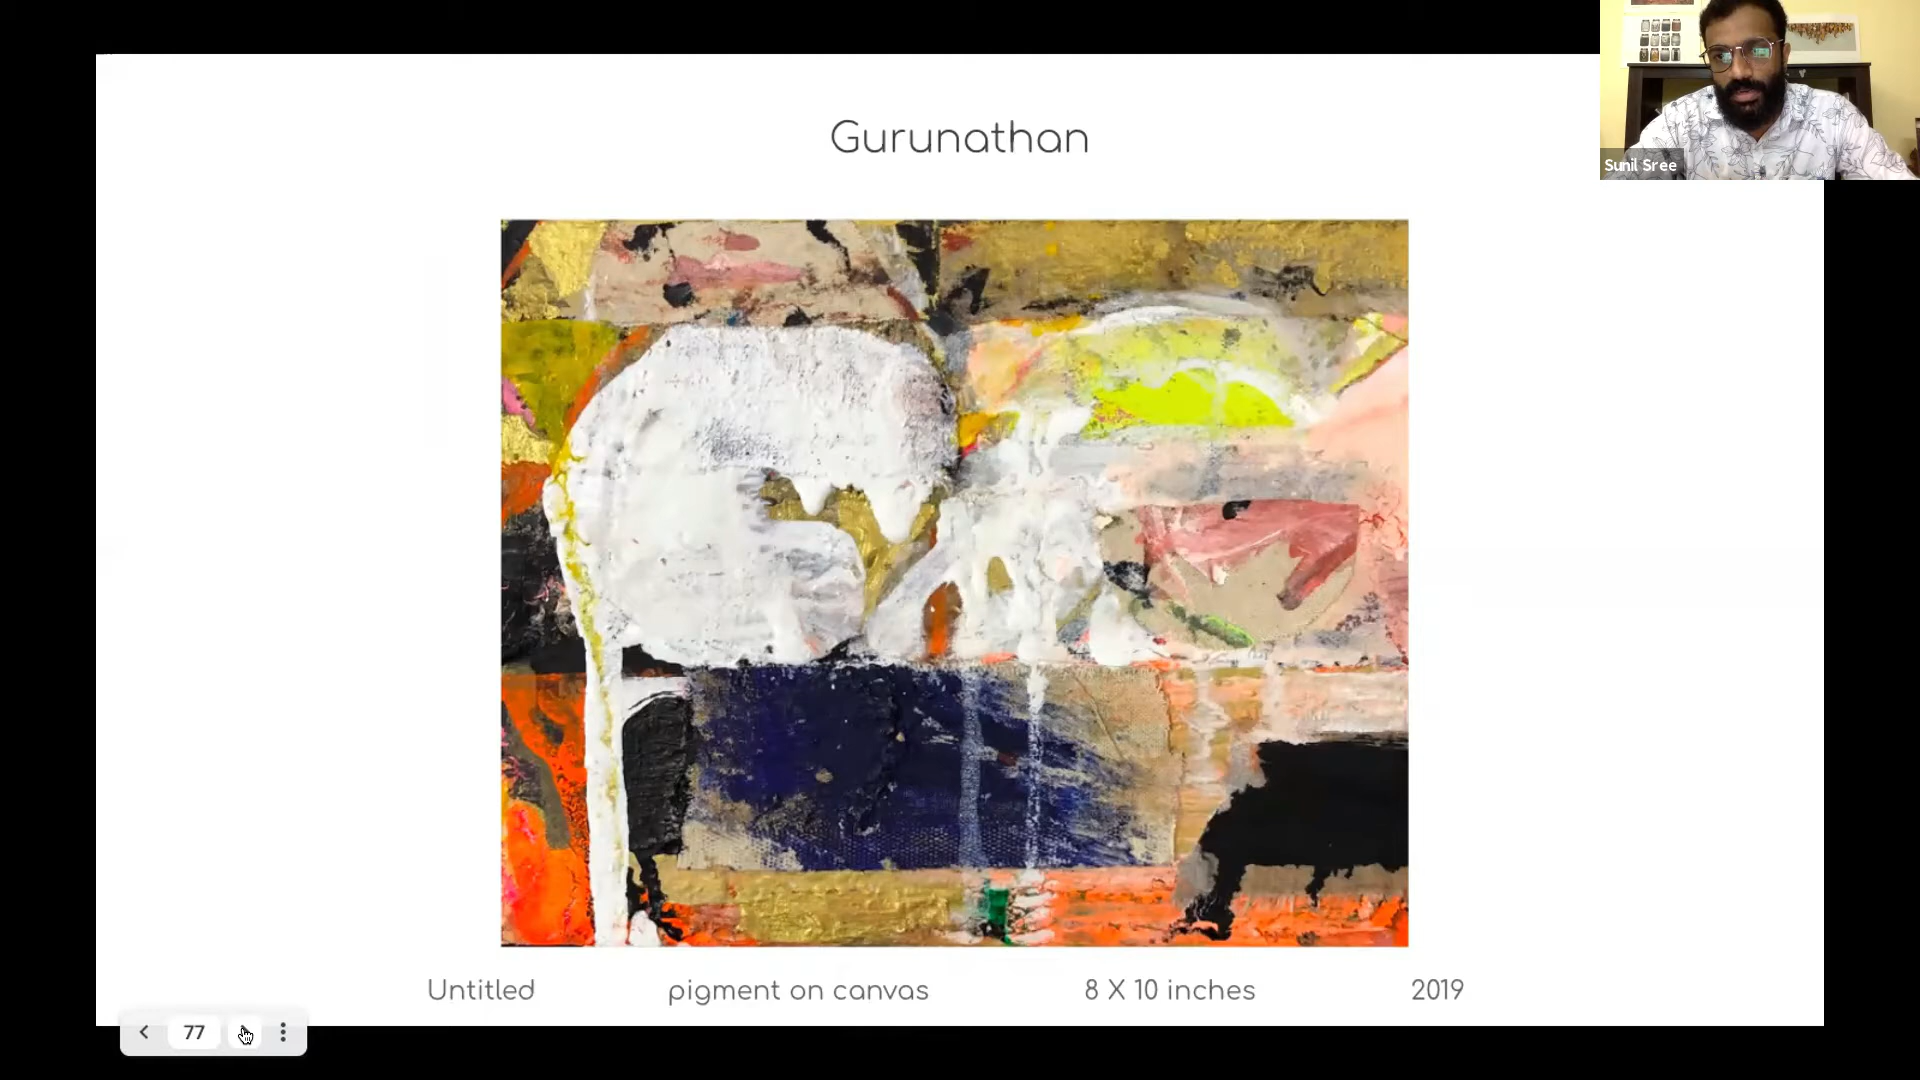 Gurunathan
Sunil Sree
Untitled pigment on canvas 8 X 10 inches 2019
77